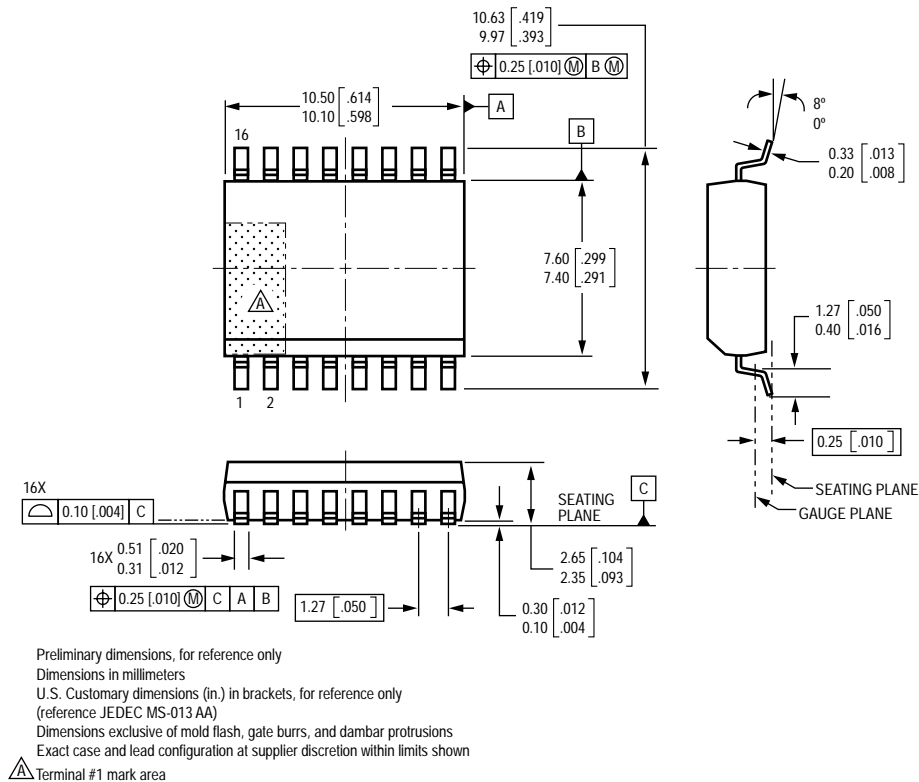 10.63 [.419]
9.97 [.393]
⌖ 0.25 [.010] Ⓜ B Ⓜ
10.50 [.614]
10.10 [.598]
A
8º
0º
16
B
0.33 [.013]
0.20 [.008]
7.60 [.299]
7.40 [.291]
A
1.27 [.050]
0.40 [.016]
1 2
0.25 [.010]
SEATING PLANE
GAUGE PLANE
16X
⌓ 0.10 [.004] C
SEATING
PLANE
C
16X 0.51 [.020]
0.31 [.012]
2.65 [.104]
2.35 [.093]
⌖ 0.25 [.010] Ⓜ C A B
1.27 [.050]
0.30 [.012]
0.10 [.004]
Preliminary dimensions, for reference only
Dimensions in millimeters
U.S. Customary dimensions (in.) in brackets, for reference only
(reference JEDEC MS-013 AA)
Dimensions exclusive of mold flash, gate burrs, and dambar protrusions
Exact case and lead configuration at supplier discretion within limits shown
A Terminal #1 mark area